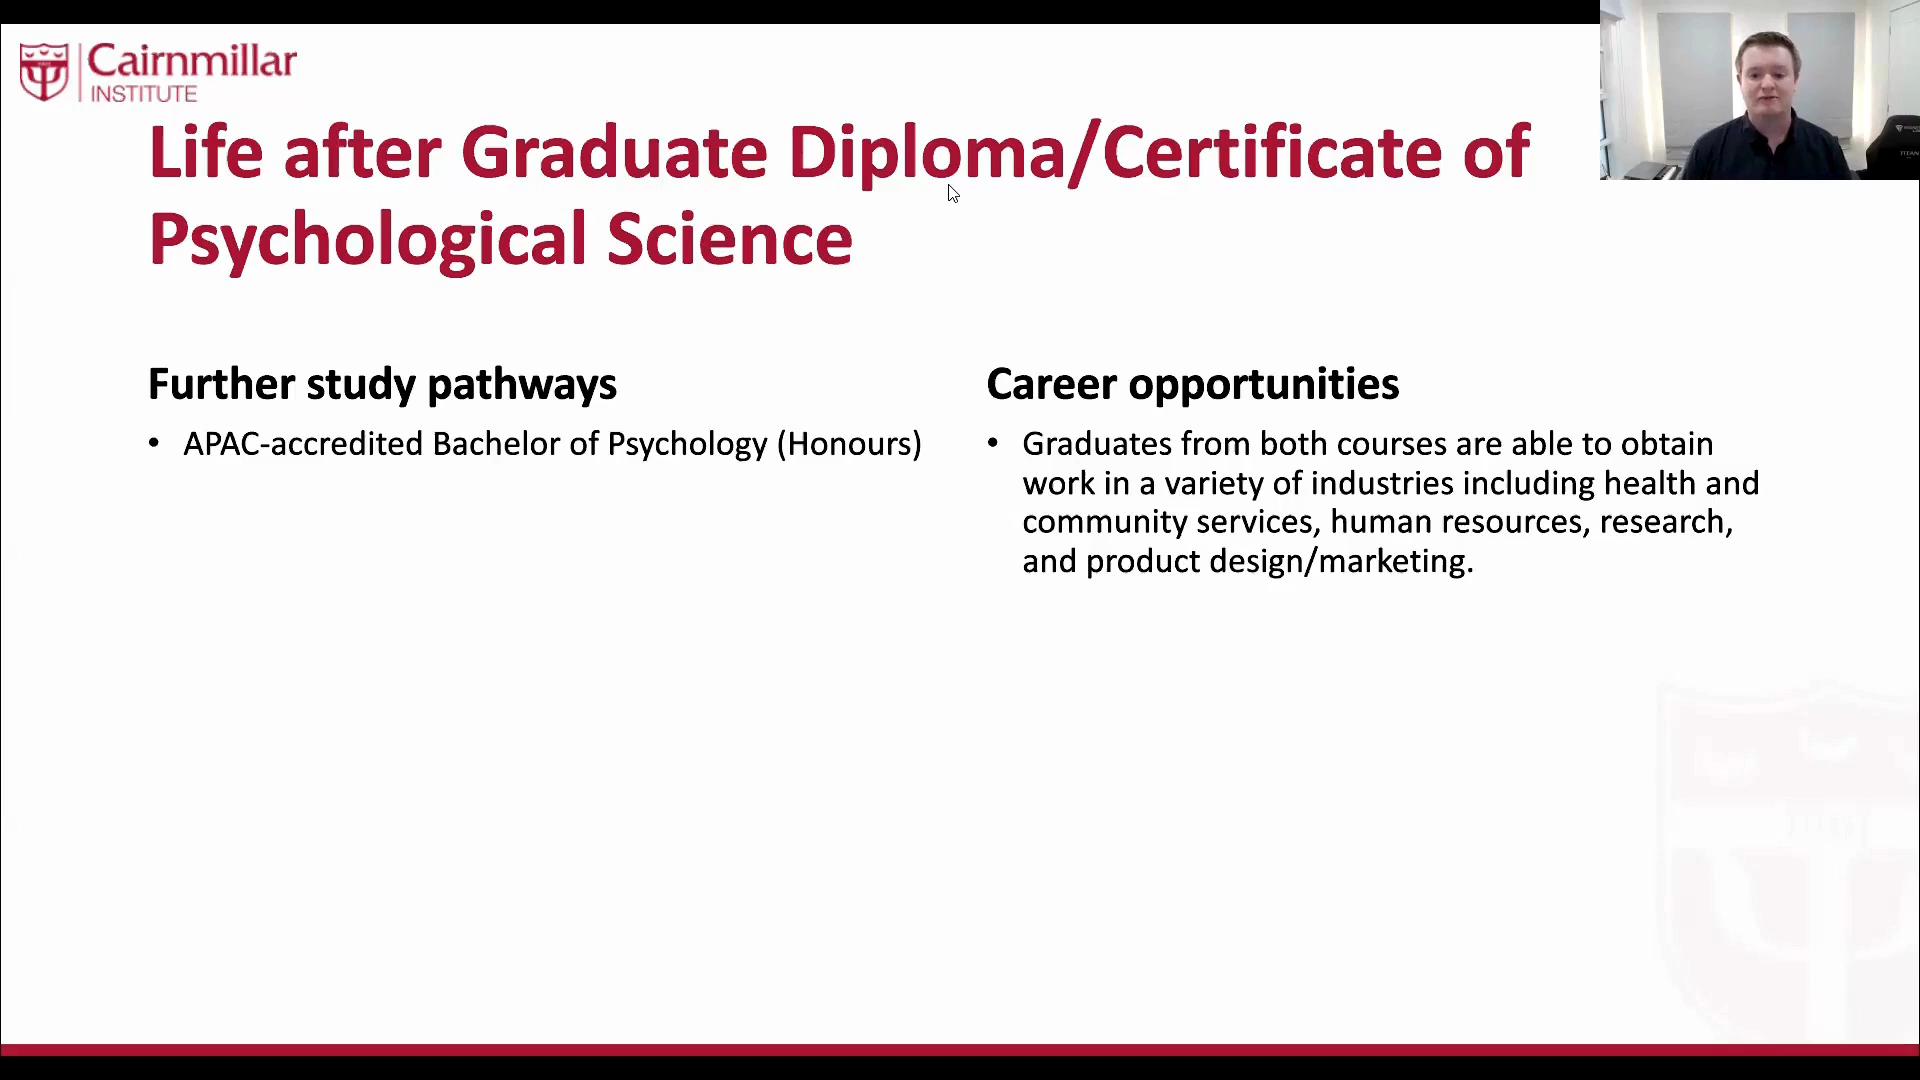 Cairnmillar
INSTITUTE
Life after Graduate Diploma/Certificate of
Psychological Science
Further study pathways
• APAC-accredited Bachelor of Psychology (Honours)
Career opportunities
• Graduates from both courses are able to obtain
work in a variety of industries including health and
community services, human resources, research,
and product design/marketing.
TITAN